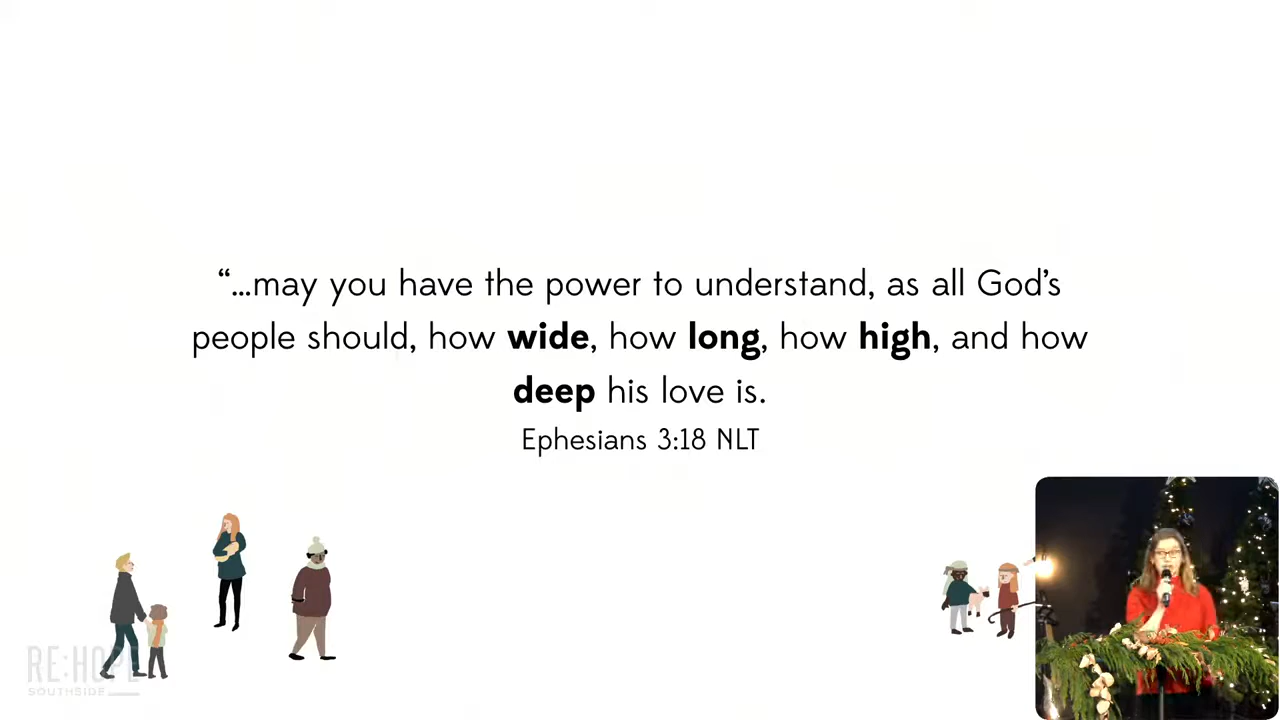 “...may you have the power to understand, as all God’s
people should, how wide, how long, how high, and how
deep his love is.
Ephesians 3:18 NLT
RE:HOPE
SOUTHSIDE